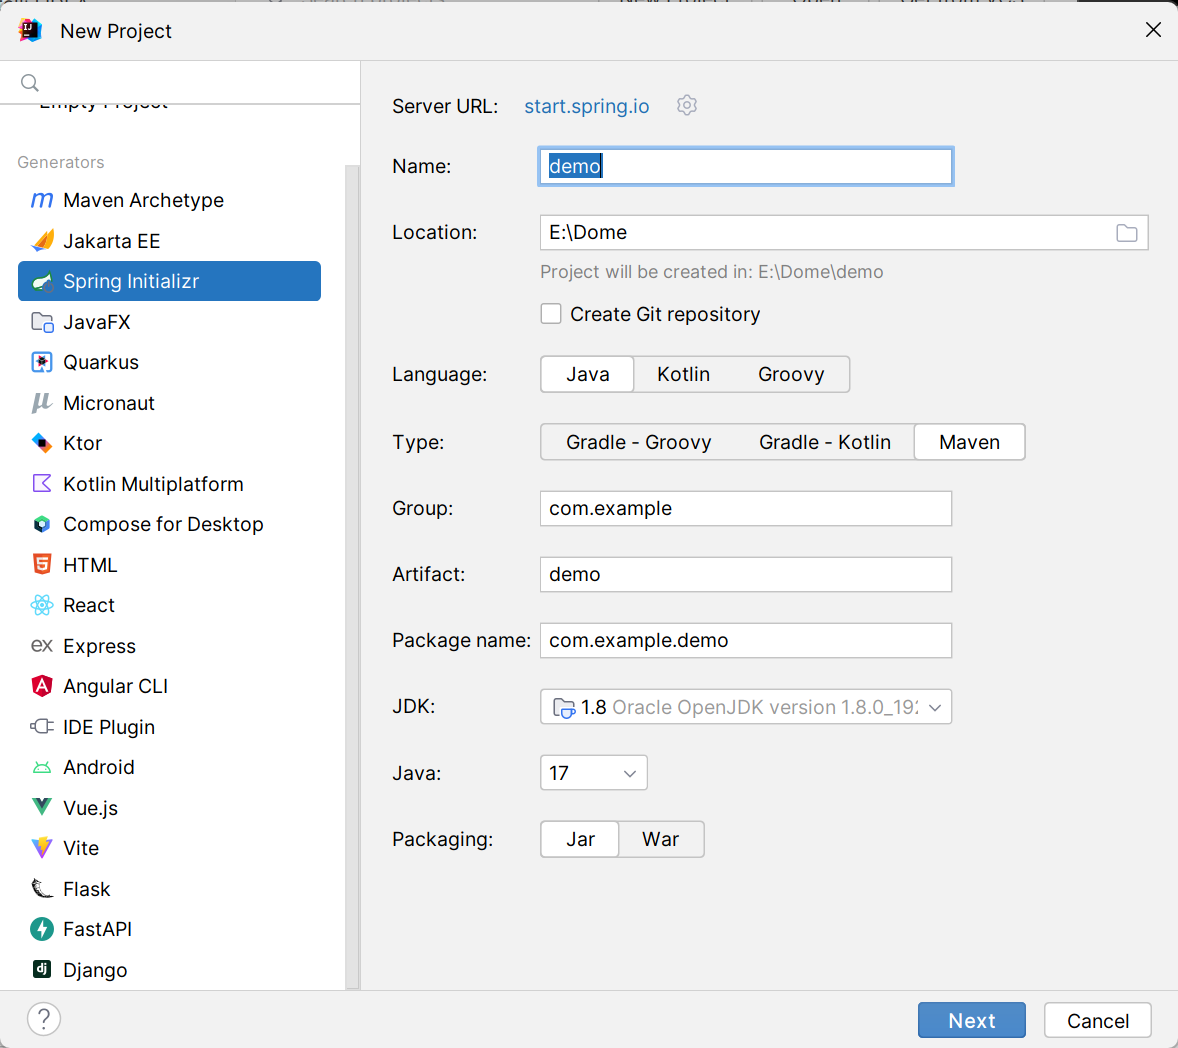 New Project
Empty Project
Generators
Maven Archetype
Jakarta EE
Spring Initializr
JavaFX
Quarkus
Micronaut
Ktor
Kotlin Multiplatform
Compose for Desktop
HTML
React
ex Express
Angular CLI
IDE Plugin
Android
Vue.js
Vite
Flask
FastAPI
dj Django
Server URL: start.spring.io
Name: demo
Location: E:\Dome
Project will be created in: E:\Dome\demo
Create Git repository
Language: Java Kotlin Groovy
Type: Gradle - Groovy Gradle - Kotlin Maven
Group: com.example
Artifact: demo
Package name: com.example.demo
JDK: 1.8 Oracle OpenJDK version 1.8.0_192
Java: 17
Packaging: Jar War
? Next Cancel